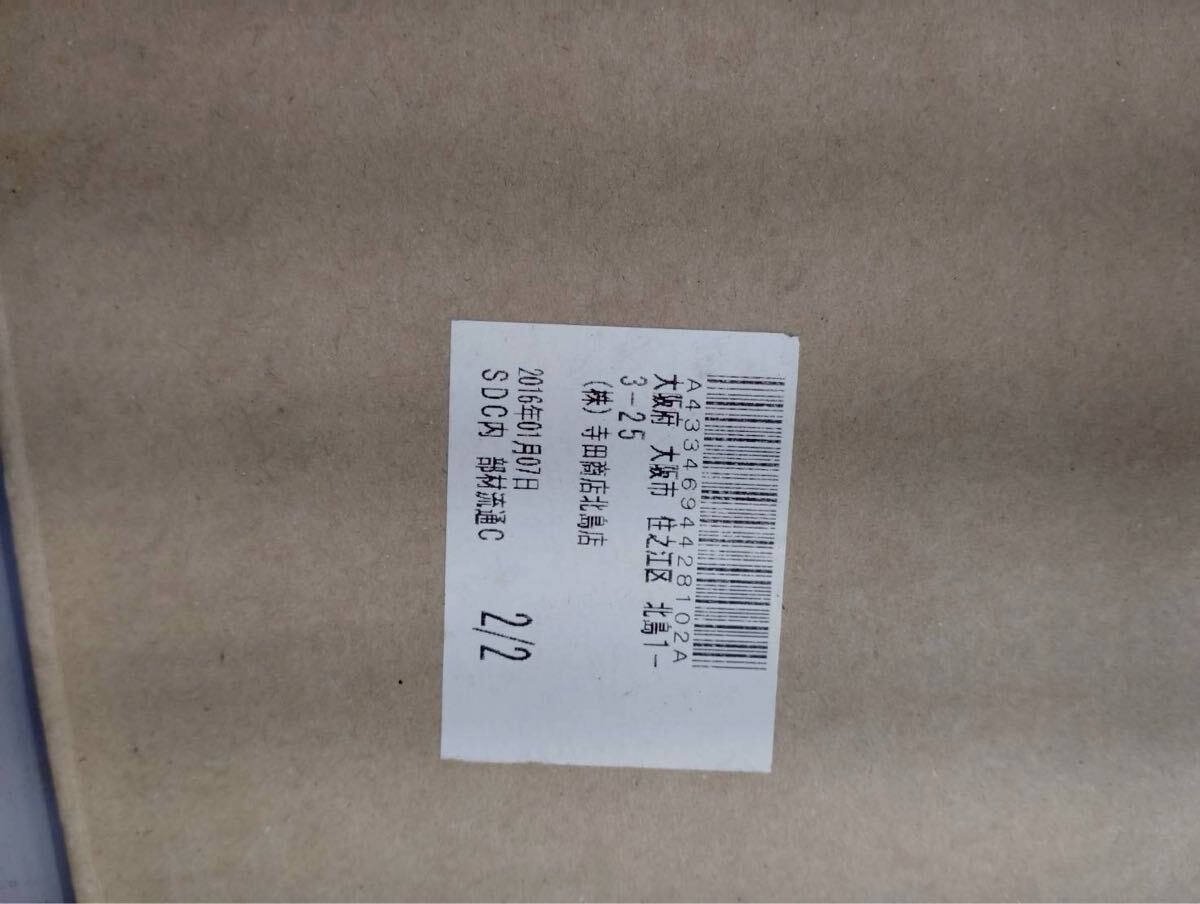 A4334694428102A
大阪府 大阪市 住之江区 北島1-
3-25
(株)寺田商店北島店
2016年01月07日
SDC内 部材流通C
2/2